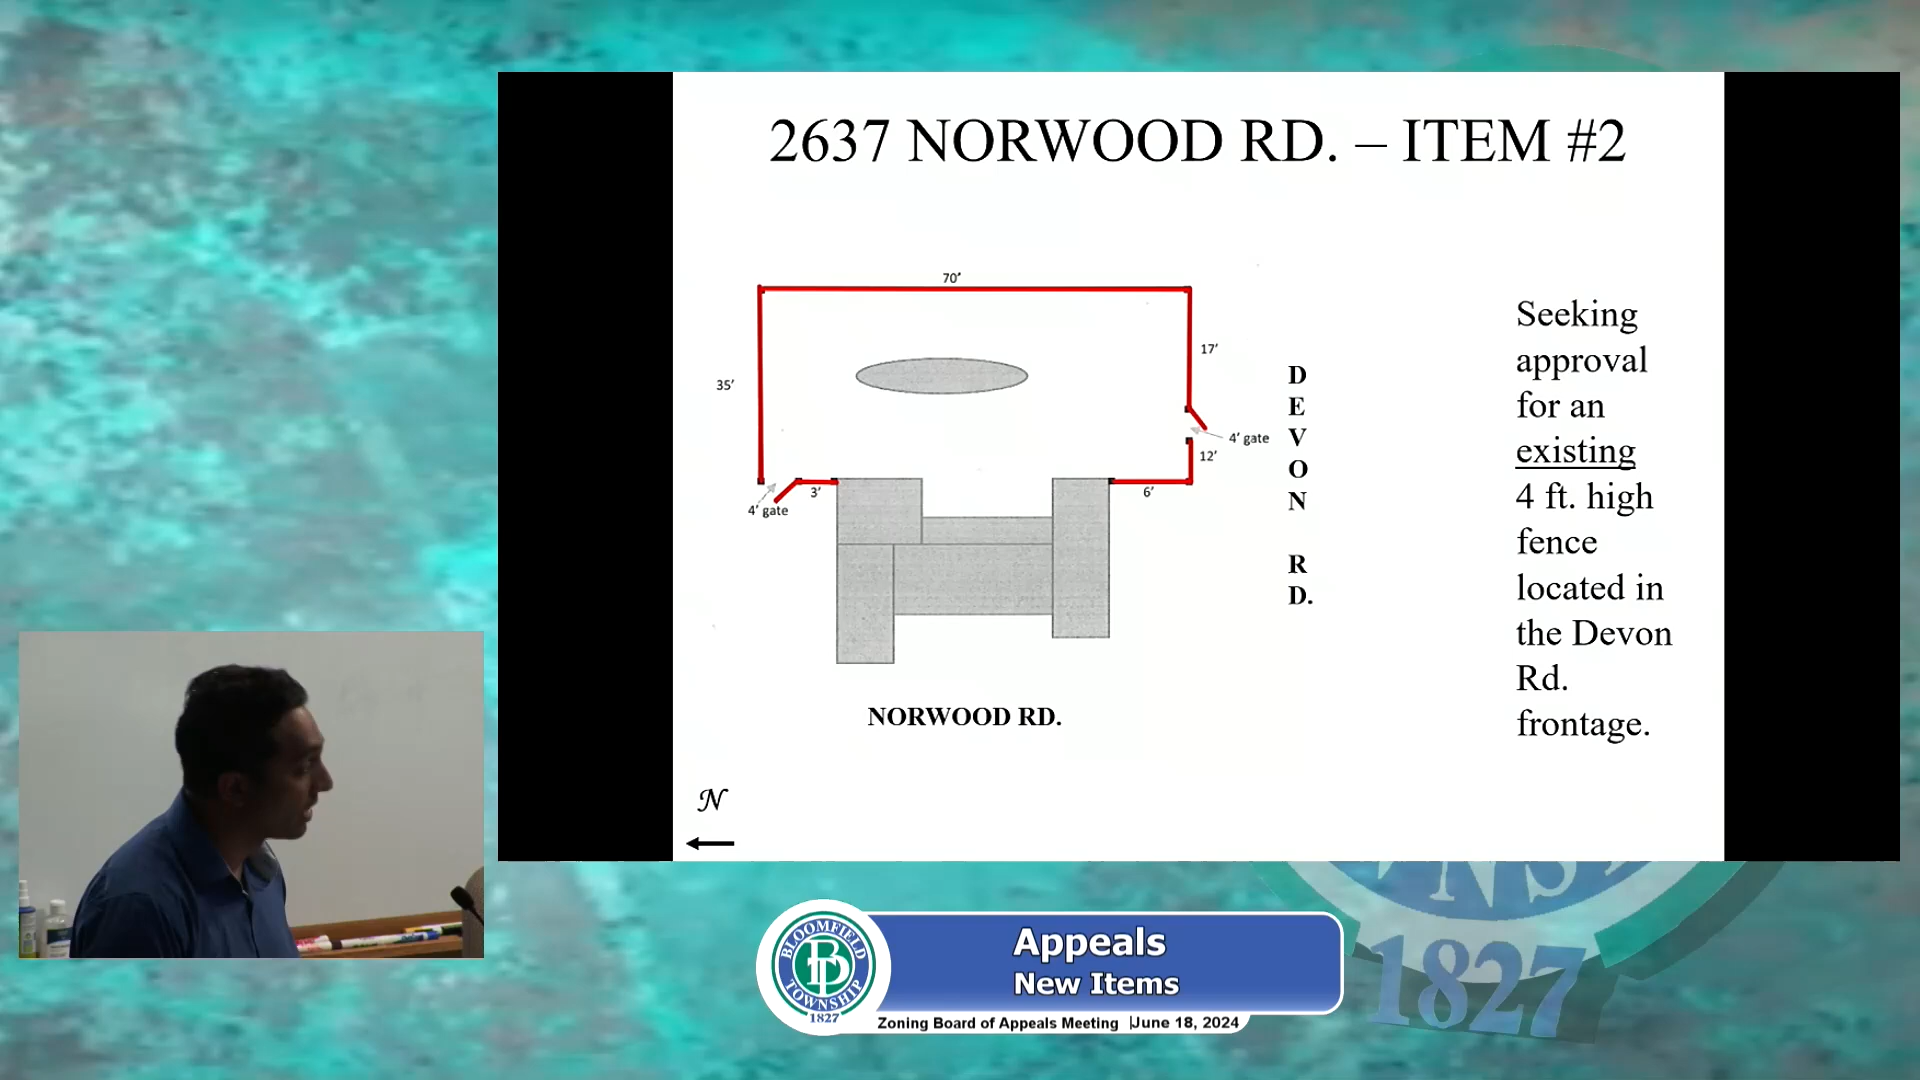 2637 NORWOOD RD. – ITEM #2
70'
17'
35'
4' gate
12'
3'
6'
4' gate
D
E
V
O
N
R
D.
NORWOOD RD.
N
Seeking
approval
for an
existing
4 ft. high
fence
located in
the Devon
Rd.
frontage.
BLOOMFIELD
TOWNSHIP
1827
Appeals
New Items
Zoning Board of Appeals Meeting | June 18, 2024
1827